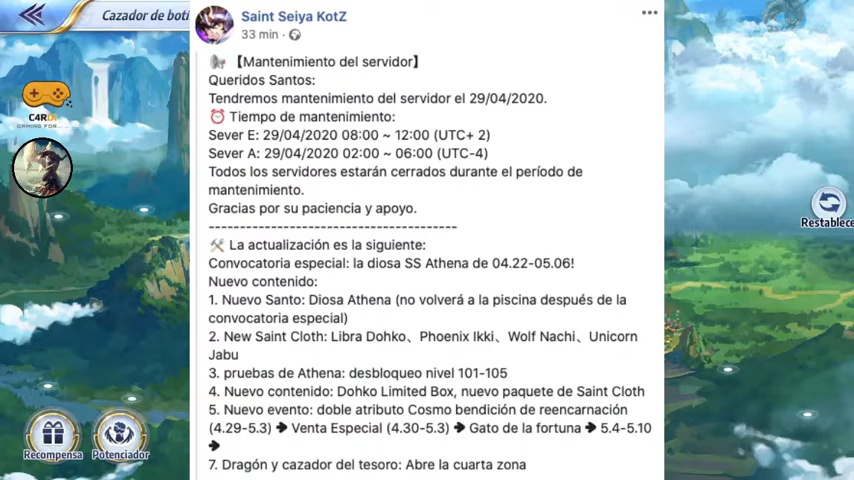 Cazador de botí
Saint Seiya KotZ
33 min ·
【Mantenimiento del servidor】
Queridos Santos:
Tendremos mantenimiento del servidor el 29/04/2020.
Tiempo de mantenimiento:
Sever E: 29/04/2020 08:00 ~ 12:00 (UTC+ 2)
Sever A: 29/04/2020 02:00 ~ 06:00 (UTC-4)
Todos los servidores estarán cerrados durante el período de
mantenimiento.
Gracias por su paciencia y apoyo.
----------------------------------------
La actualización es la siguiente:
Convocatoria especial: la diosa SS Athena de 04.22-05.06!
Nuevo contenido:
1. Nuevo Santo: Diosa Athena (no volverá a la piscina después de la
convocatoria especial)
2. New Saint Cloth: Libra Dohko、Phoenix Ikki、Wolf Nachi、Unicorn
Jabu
3. pruebas de Athena: desbloqueo nivel 101-105
4. Nuevo contenido: Dohko Limited Box, nuevo paquete de Saint Cloth
5. Nuevo evento: doble atributo Cosmo bendición de reencarnación
(4.29-5.3) → Venta Especial (4.30-5.3) → Gato de la fortuna → 5.4-5.10
→
7. Dragón y cazador del tesoro: Abre la cuarta zona
C4RD
GAMING FOR...
Restablece
Recompensa
Potenciador